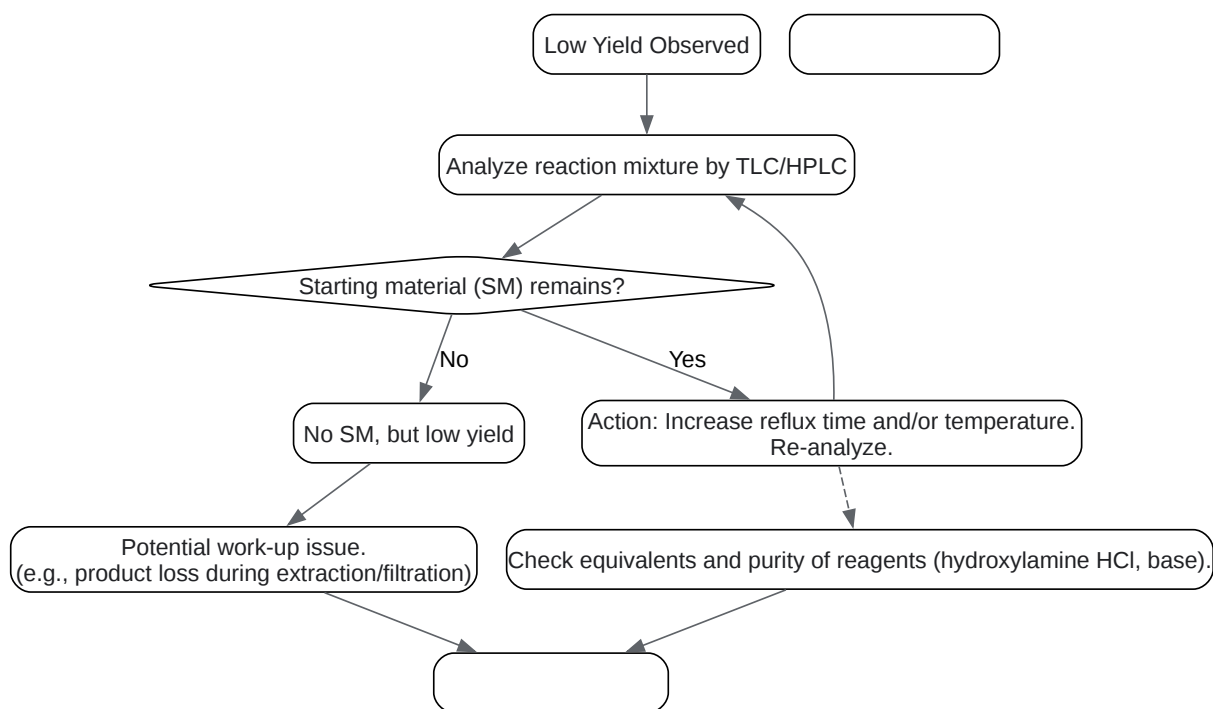 Low Yield Observed
Analyze reaction mixture by TLC/HPLC
Starting material (SM) remains?
No
Yes
No SM, but low yield
Action: Increase reflux time and/or temperature.
Re-analyze.
Potential work-up issue.
(e.g., product loss during extraction/filtration)
Check equivalents and purity of reagents (hydroxylamine HCl, base).